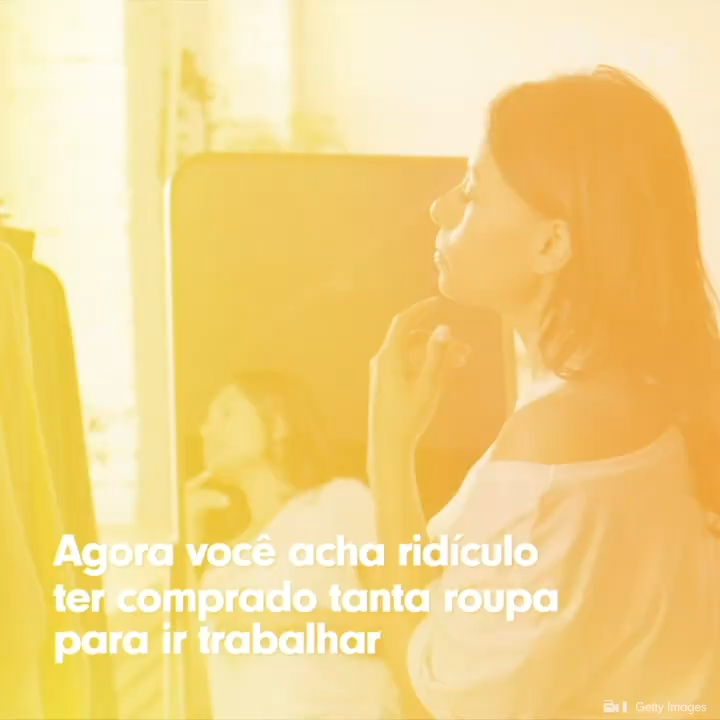 Agora você acha ridículo
ter comprado tanta roupa
para ir trabalhar
Getty Images